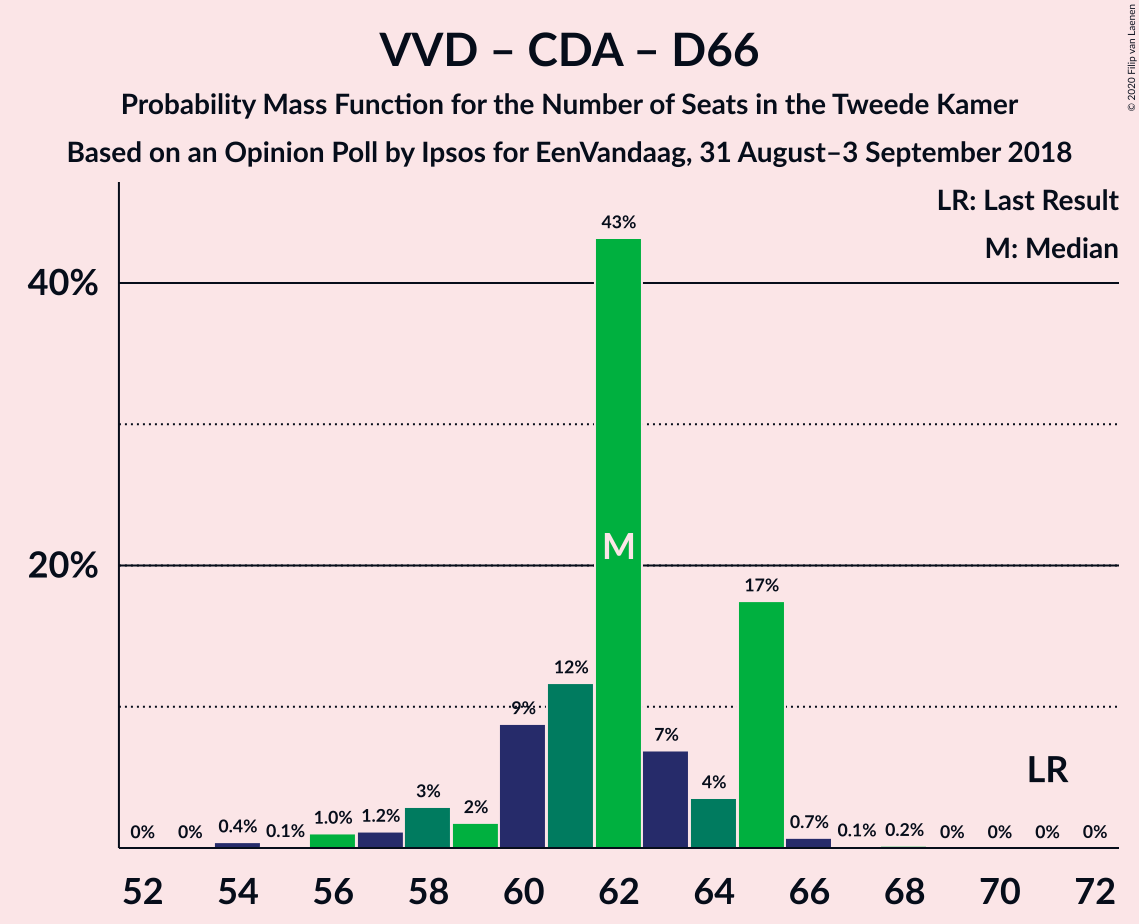 VVD – CDA – D66
Probability Mass Function for the Number of Seats in the Tweede Kamer
Based on an Opinion Poll by Ipsos for EenVandaag, 31 August–3 September 2018
© 2020 Filip van Laenen
LR: Last Result
M: Median
40%
20%
0%
0%
0.4%
0.1%
1.0%
1.2%
3%
2%
9%
12%
43%
M
7%
4%
17%
0.7%
0.1%
0.2%
0%
0%
0%
0%
LR
52 54 56 58 60 62 64 66 68 70 72